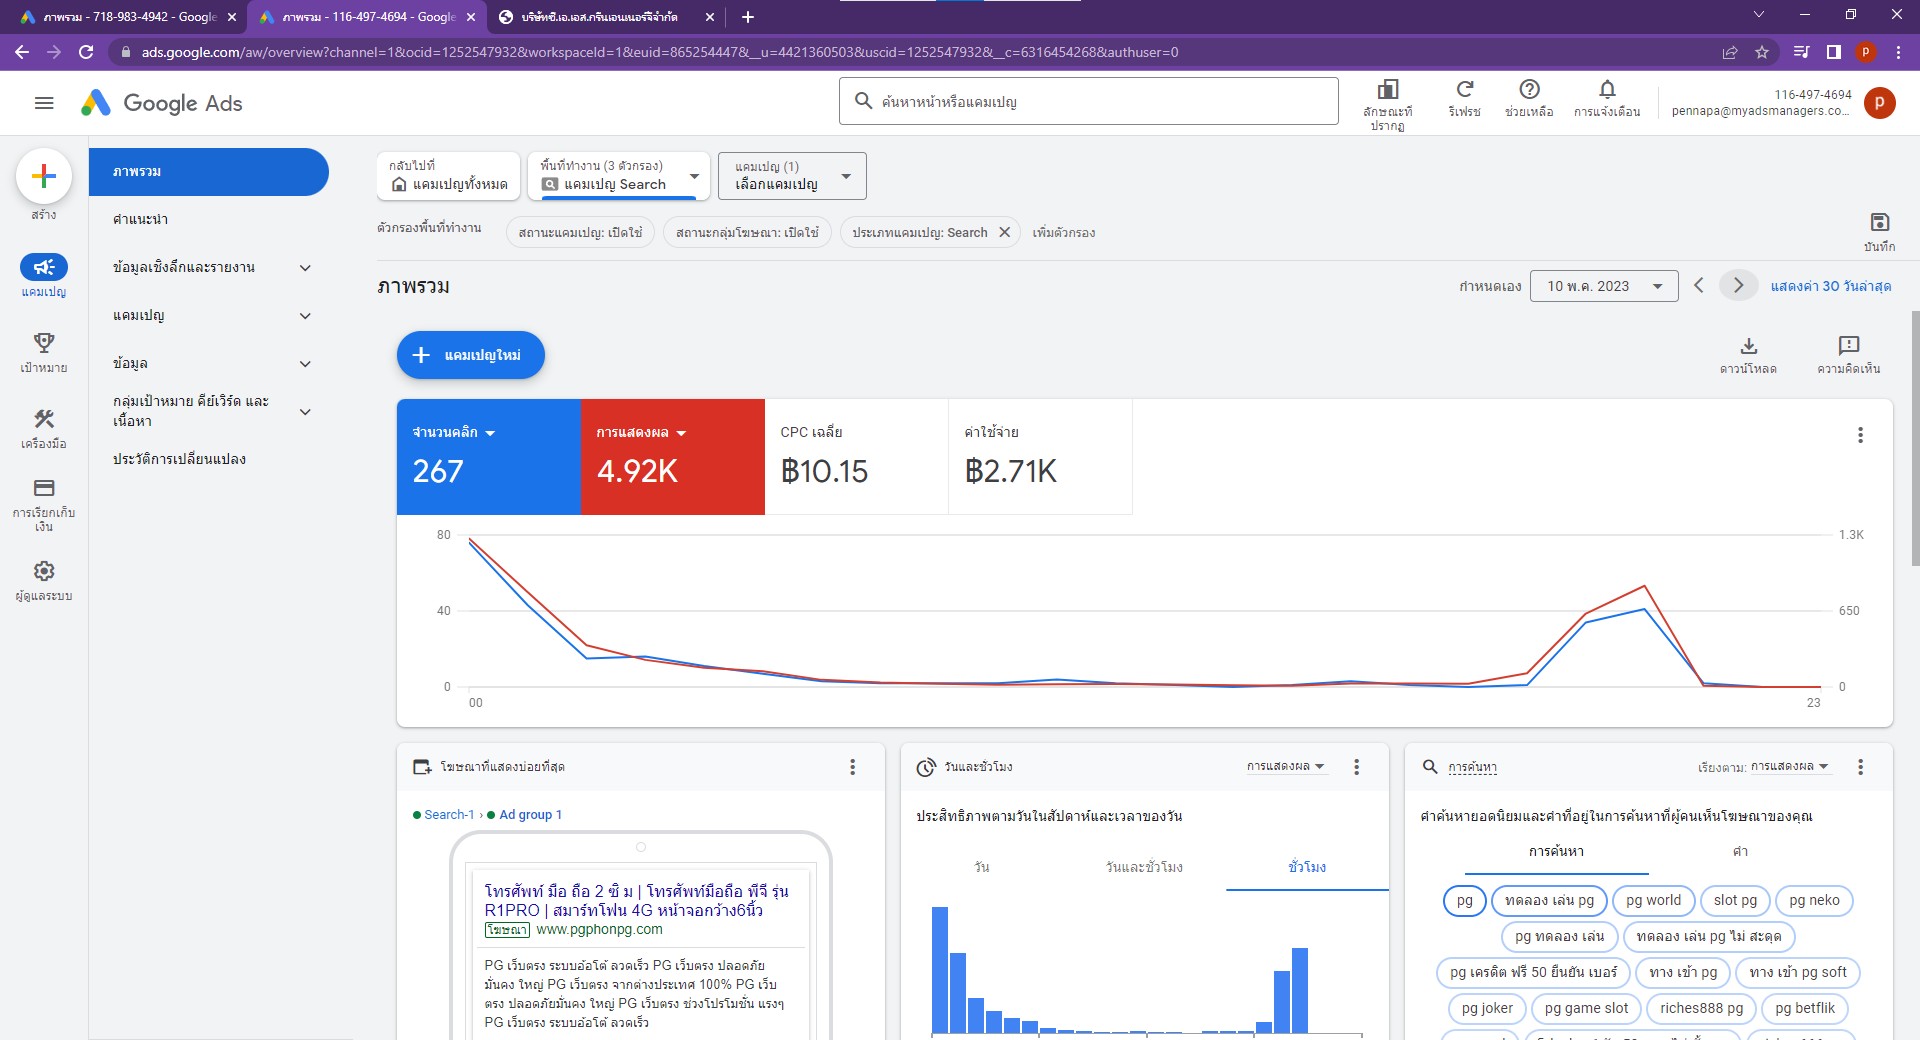 ภาพรวม - 718-983-4942 - Google
ภาพรวม - 116-497-4694 - Google
บริษัทซี.เอ.เอส.กรีนเอนเนอร์จีจำกัด
ads.google.com/aw/overview?channel=1&ocid=1252547932&workspaceId=1&euid=865254447&__u=4421360503&uscid=1252547932&__c=6316454268&authuser=0
p
Google Ads
ค้นหาหน้าหรือแคมเปญ
ลักษณะที่
ปรากฏ
รีเฟรช
ช่วยเหลือ
การแจ้งเตือน
116-497-4694
pennapa@myadsmanagers.co...
p
สร้าง
แคมเปญ
เป้าหมาย
เครื่องมือ
การเรียกเก็บ
เงิน
ผู้ดูแลระบบ
ภาพรวม
คำแนะนำ
ข้อมูลเชิงลึกและรายงาน
แคมเปญ
ข้อมูล
กลุ่มเป้าหมาย คีย์เวิร์ด และ
เนื้อหา
ประวัติการเปลี่ยนแปลง
กลับไปที่
แคมเปญทั้งหมด
พื้นที่ทำงาน (3 ตัวกรอง)
แคมเปญ Search
แคมเปญ (1)
เลือกแคมเปญ
ตัวกรองพื้นที่ทำงาน
สถานะแคมเปญ: เปิดใช้
สถานะกลุ่มโฆษณา: เปิดใช้
ประเภทแคมเปญ: Search
เพิ่มตัวกรอง
บันทึก
ภาพรวม
กำหนดเอง
10 พ.ค. 2023
แสดงค่า 30 วันล่าสุด
แคมเปญใหม่
ดาวน์โหลด
ความคิดเห็น
จำนวนคลิก
267
การแสดงผล
4.92K
CPC เฉลี่ย
฿10.15
ค่าใช้จ่าย
฿2.71K
80
1.3K
40
650
0
0
00
23
โฆษณาที่แสดงบ่อยที่สุด
Search-1 › Ad group 1
โทรศัพท์ มือ ถือ 2 ซิ ม | โทรศัพท์มือถือ พีจี รุ่น
R1PRO | สมาร์ทโฟน 4G หน้าจอกว้าง6นิ้ว
โฆษณา www.pgphonpg.com
PG เว็บตรง ระบบอัอโต้ ลวดเร็ว PG เว็บตรง ปลอดภัย
มั่นคง ใหญ่ PG เว็บตรง จากต่างประเทศ 100% PG เว็บ
ตรง ปลอดภัยมั่นคง ใหญ่ PG เว็บตรง ช่วงโปรโมชั่น แรงๆ
PG เว็บตรง ระบบอัอโต้ ลวดเร็ว
วันและชั่วโมง
การแสดงผล
ประสิทธิภาพตามวันในสัปดาห์และเวลาของวัน
วัน
วันและชั่วโมง
ชั่วโมง
การค้นหา
เรียงตาม: การแสดงผล
คำค้นหายอดนิยมและคำที่อยู่ในการค้นหาที่ผู้คนเห็นโฆษณาของคุณ
การค้นหา
คำ
pg
ทดลอง เล่น pg
pg world
slot pg
pg neko
pg ทดลอง เล่น
ทดลอง เล่น pg ไม่ สะดุด
pg เครดิต ฟรี 50 ยืนยัน เบอร์
ทาง เข้า pg
ทาง เข้า pg soft
pg joker
pg game slot
riches888 pg
pg betflik